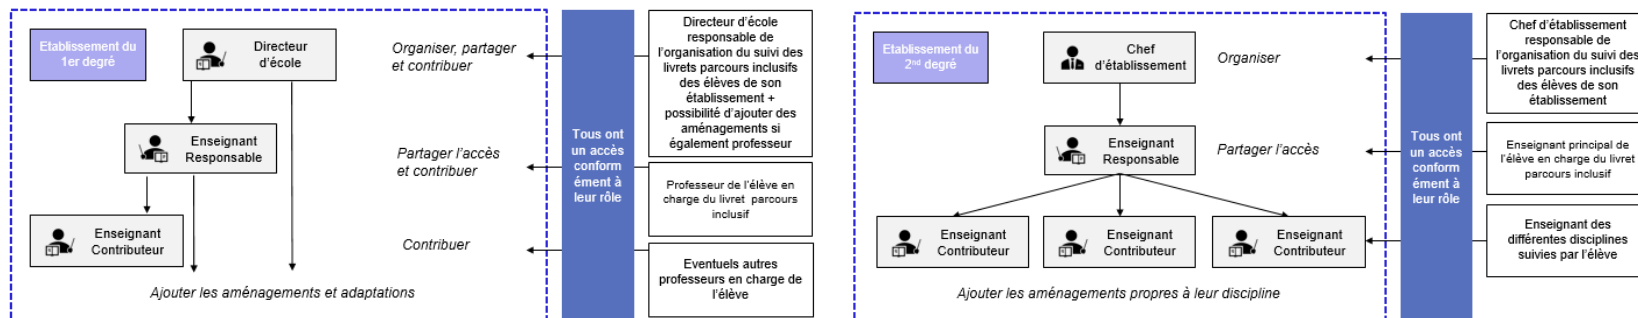 Etablissement du
1er degré
Directeur
d'école
Organiser, partager
et contribuer
Enseignant
Responsable
Partager l'accès
et contribuer
Enseignant
Contributeur
Contribuer
Ajouter les aménagements et adaptations
Tous ont
un accès
conform
ément à
leur rôle
Directeur d'école
responsable de
l'organisation du suivi des
livrets parcours inclusifs
des élèves de son
établissement +
possibilité d'ajouter des
aménagements si
également professeur
Professeur de l'élève en
charge du livret parcours
inclusif
Eventuels autres
professeurs en charge de
l'élève
Etablissement du
2nd degré
Chef
d'établissement
Organiser
Enseignant
Responsable
Partager l'accès
Enseignant
Contributeur
Enseignant
Contributeur
Enseignant
Contributeur
Ajouter les aménagements propres à leur discipline
Tous ont
un accès
conform
ément à
leur rôle
Chef d'établissement
responsable de
l'organisation du suivi des
livrets parcours inclusifs
des élèves de son
établissement
Enseignant principal de
l'élève en charge du livret
parcours inclusif
Enseignant des
différentes disciplines
suivies par l'élève